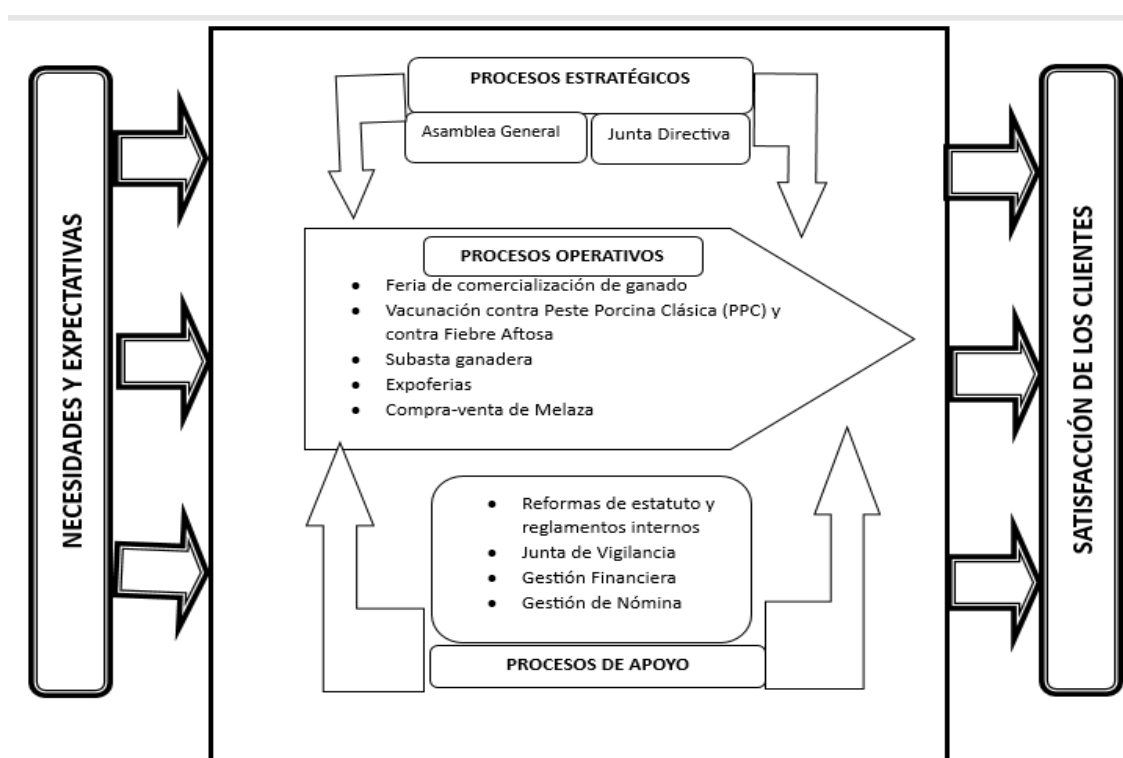 NECESIDADES Y EXPECTATIVAS
PROCESOS ESTRATÉGICOS
Asamblea General
Junta Directiva
PROCESOS OPERATIVOS
• Feria de comercialización de ganado
• Vacunación contra Peste Porcina Clásica (PPC) y
contra Fiebre Aftosa
• Subasta ganadera
• Expoferias
• Compra-venta de Melaza
• Reformas de estatuto y
reglamentos internos
• Junta de Vigilancia
• Gestión Financiera
• Gestión de Nómina
PROCESOS DE APOYO
SATISFACCIÓN DE LOS CLIENTES